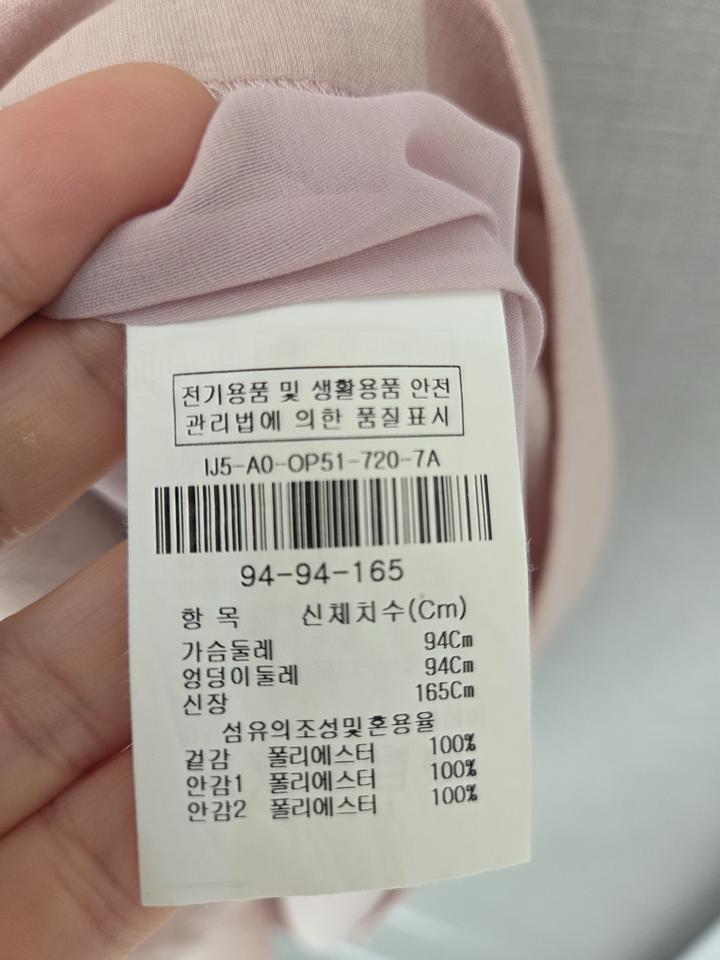 전기용품 및 생활용품 안전
관리법에 의한 품질표시
IJ5-A0-OP51-720-7A
94-94-165
항 목 신체치수(Cm)
가슴둘레 94Cm
엉덩이둘레 94Cm
신장 165Cm
섬유의조성및혼용율
겉감 폴리에스터 100%
안감1 폴리에스터 100%
안감2 폴리에스터 100%